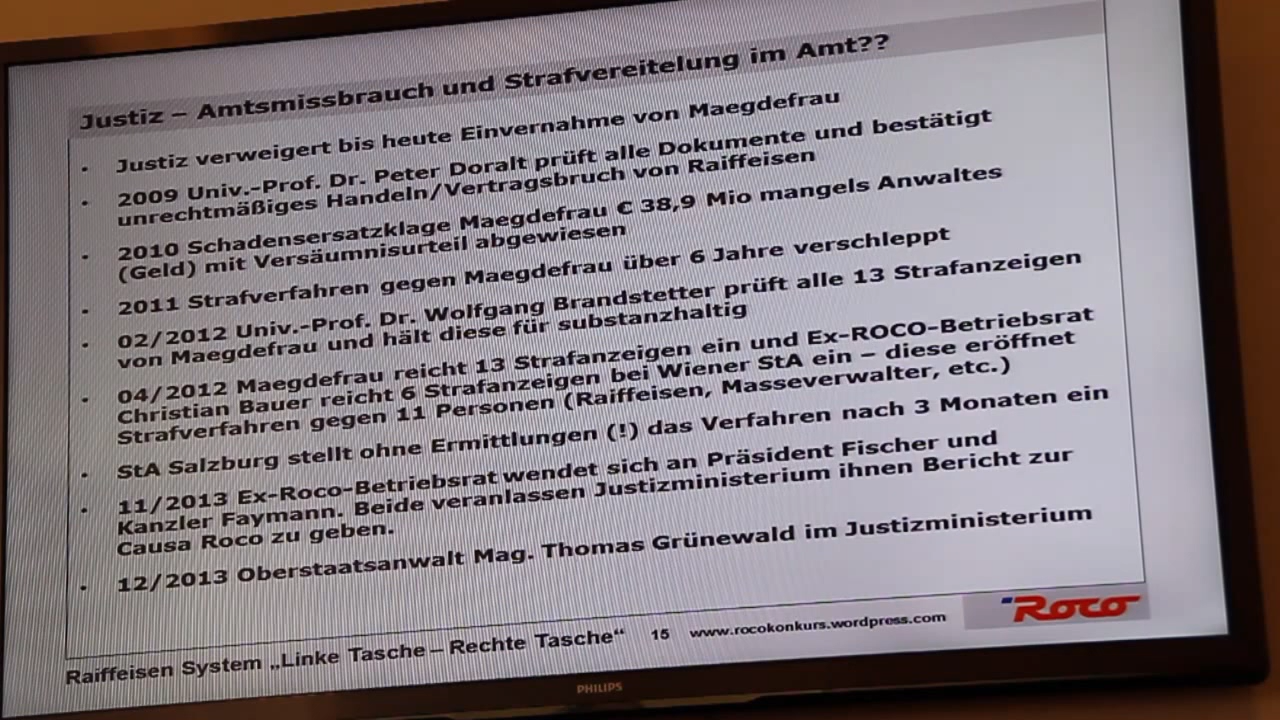 Justiz – Amtsmissbrauch und Strafvereitelung im Amt??
• Justiz verweigert bis heute Einvernahme von Maegdefrau
• 2009 Univ.-Prof. Dr. Peter Doralt prüft alle Dokumente und bestätigt
unrechtmäßiges Handeln/Vertragsbruch von Raiffeisen
• 2010 Schadensersatzklage Maegdefrau € 38,9 Mio mangels Anwaltes
(Geld) mit Versäumnisurteil abgewiesen
• 2011 Strafverfahren gegen Maegdefrau über 6 Jahre verschleppt
• 02/2012 Univ.-Prof. Dr. Wolfgang Brandstetter prüft alle 13 Strafanzeigen
von Maegdefrau und hält diese für substanzhaltig
• 04/2012 Maegdefrau reicht 13 Strafanzeigen ein und Ex-ROCO-Betriebsrat
Christian Bauer reicht 6 Strafanzeigen bei Wiener StA ein – diese eröffnet
Strafverfahren gegen 11 Personen (Raiffeisen, Masseverwalter, etc.)
• StA Salzburg stellt ohne Ermittlungen (!) das Verfahren nach 3 Monaten ein
• 11/2013 Ex-Roco-Betriebsrat wendet sich an Präsident Fischer und
Kanzler Faymann. Beide veranlassen Justizministerium ihnen Bericht zur
Causa Roco zu geben.
• 12/2013 Oberstaatsanwalt Mag. Thomas Grünewald im Justizministerium
Raiffeisen System „Linke Tasche – Rechte Tasche“ 15 www.rocokonkurs.wordpress.com Roco
PHILIPS